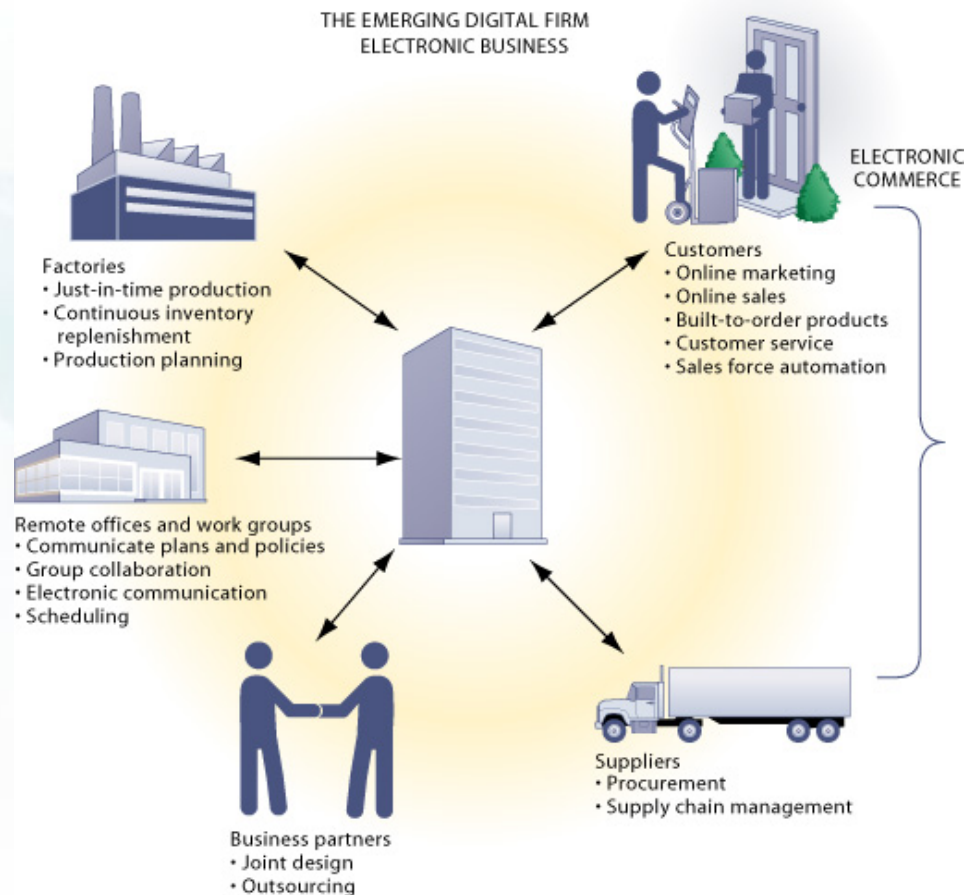 THE EMERGING DIGITAL FIRM
ELECTRONIC BUSINESS
ELECTRONIC
COMMERCE
Factories
• Just-in-time production
• Continuous inventory
replenishment
• Production planning
Customers
• Online marketing
• Online sales
• Built-to-order products
• Customer service
• Sales force automation
Remote offices and work groups
• Communicate plans and policies
• Group collaboration
• Electronic communication
• Scheduling
Suppliers
• Procurement
• Supply chain management
Business partners
• Joint design
• Outsourcing